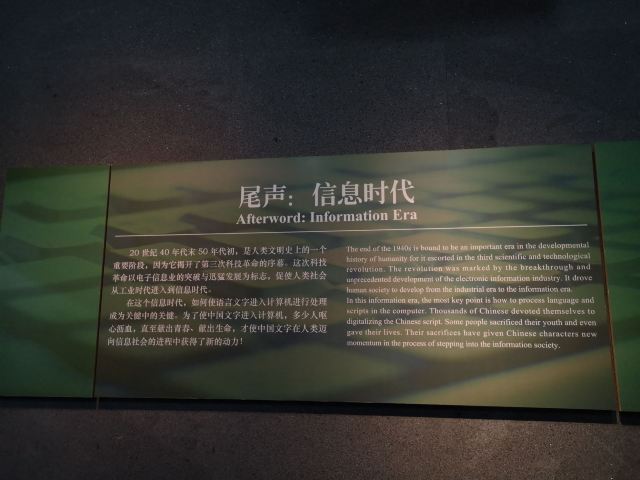 尾声：信息时代
Afterword: Information Era
20世纪40年代末50年代初，是人类文明史上的一个
重要阶段，因为它揭开了第三次科技革命的序幕。这次科技
革命以电子信息业的突破与迅猛发展为标志，促使人类社会
从工业时代进入到信息时代。
在这个信息时代，如何使语言文字进入计算机进行处理
成为关健中的关健。为了使中国文字进入计算机，多少人呕
心沥血，直至献出青春、献出生命，才使中国文字在人类迈
向信息社会的进程中获得了新的动力！
The end of the 1940s is bound to be an important era in the developmental
history of humanity for it escorted in the third scientific and technological
revolution. The revolution was marked by the breakthrough and
unprecedented development of the electronic information industry. It drove
human society to develop from the industrial era to the information era.
In this information era, the most key point is how to process language and
scripts in the computer. Thousands of Chinese devoted themselves to
digitalizing the Chinese script. Some people sacrificed their youth and even
gave their lives. Their sacrifices have given Chinese characters new
momentum in the process of stepping into the information society.